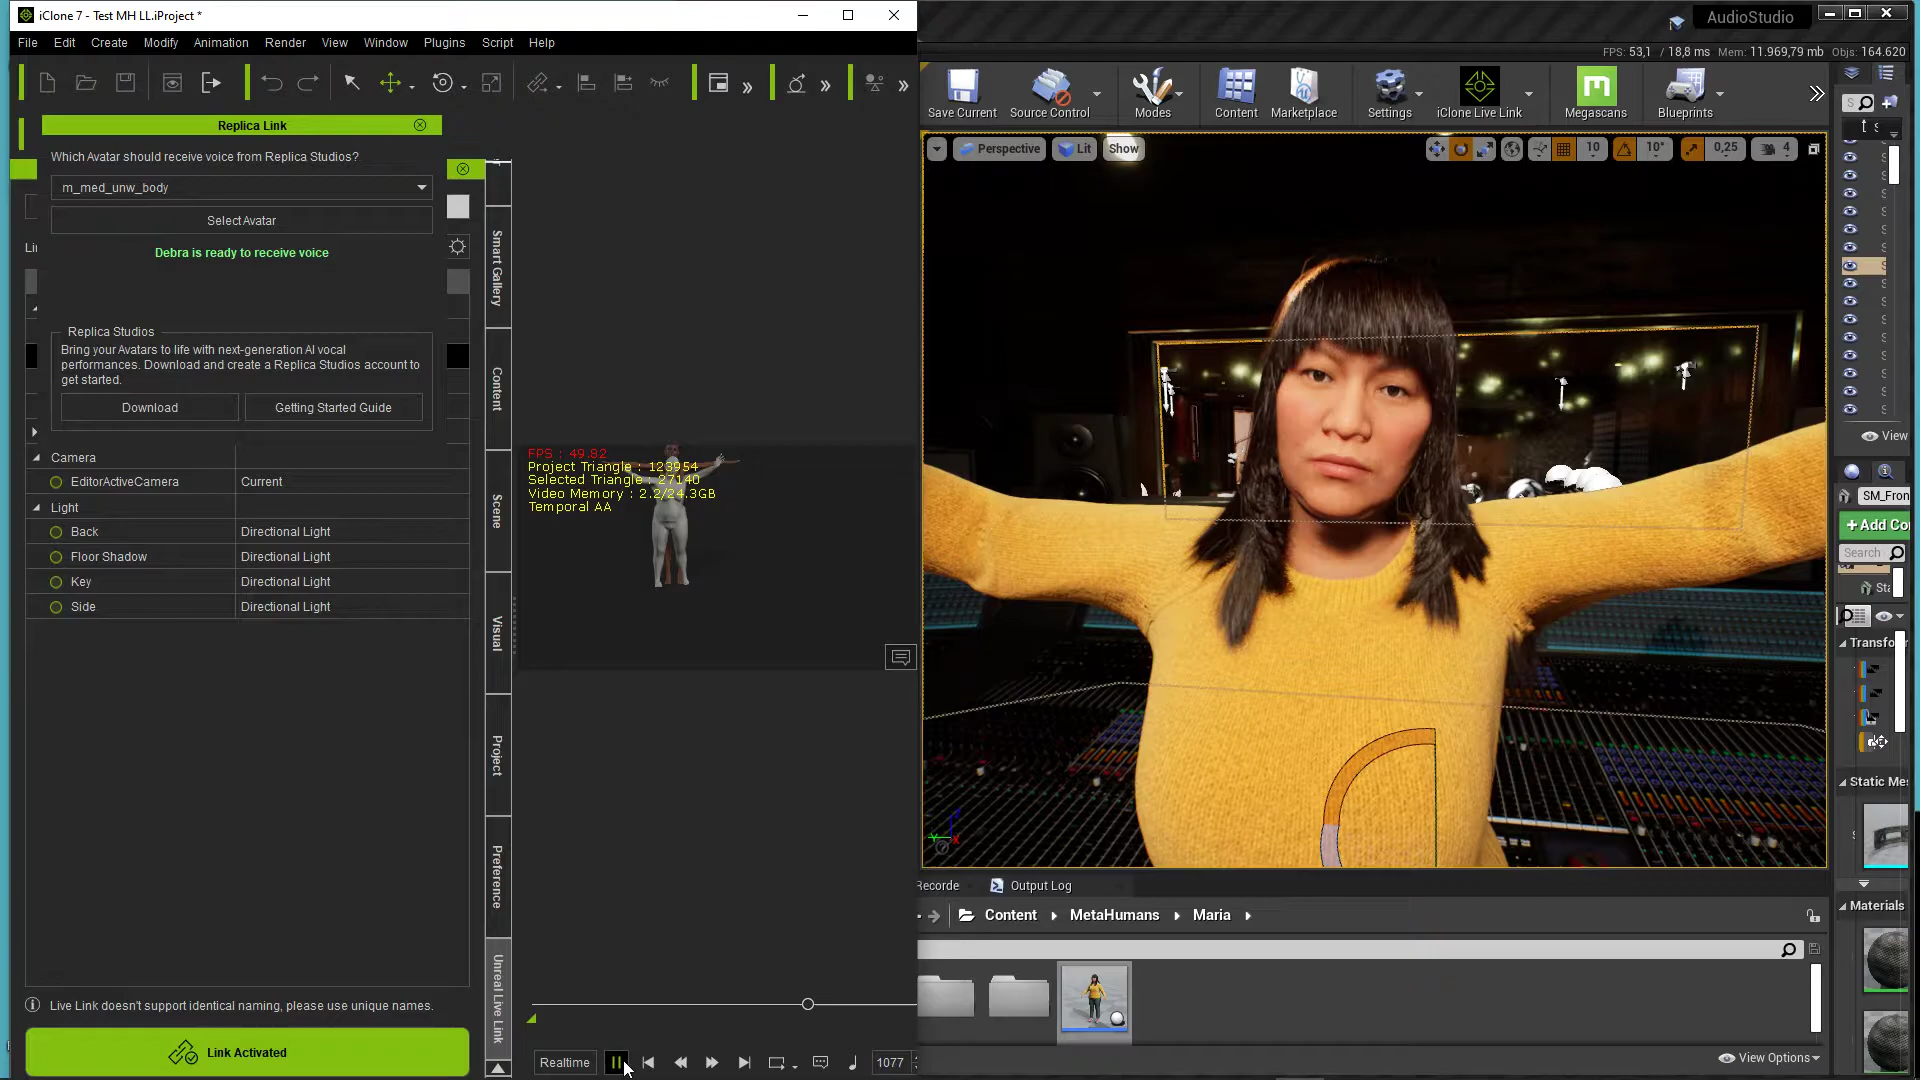 iClone 7 - Test MH LL.iProject *
File Edit Create Modify Animation Render View Window Plugins Script Help
Replica Link
Which Avatar should receive voice from Replica Studios?
m_med_unw_body
Select Avatar
Debra is ready to receive voice
Replica Studios
Bring your Avatars to life with next-generation AI vocal
performances. Download and create a Replica Studios account to
get started.
Download Getting Started Guide
Camera
EditorActiveCamera Current
Light
Back Directional Light
Floor Shadow Directional Light
Key Directional Light
Side Directional Light
Live Link doesn't support identical naming, please use unique names.
Link Activated
Smart Gallery
Content
Scene
Visual
Project
Preference
Unreal Live Link
FPS : 49.82
Project Triangle : 123954
Selected Triangle : 27140
Video Memory : 2.2/24.3GB
Temporal AA
Realtime 1077
AudioStudio
FPS: 53,1 / 18,8 ms Mem: 11.969,79 mb Objs: 164.620
Save Current Source Control Modes Content Marketplace Settings iClone Live Link Megascans Blueprints
Perspective Lit Show 10 10° 0,25 4
View
SM_Fron
+ Add Co
Search
Sta
Transfo
Static Me
Materials
Recorde Output Log
Content MetaHumans Maria
View Options